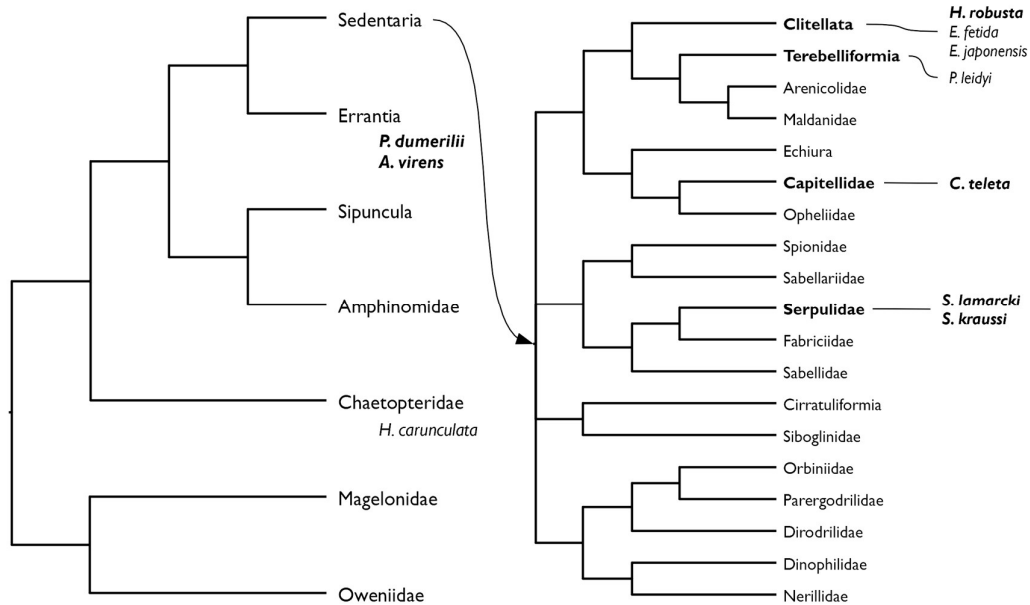 Sedentaria
Errantia
P. dumerilii
A. virens
Sipuncula
Amphinomidae
Chaetopteridae
H. carunculata
Magelonidae
Oweniidae
Clitellata
H. robusta
E. fetida
E. japonensis
Terebelliformia
P. leidyi
Arenicolidae
Maldanidae
Echiura
Capitellidae
C. teleta
Opheliidae
Spionidae
Sabellariidae
Serpulidae
S. lamarcki
S. kraussi
Fabriciidae
Sabellidae
Cirratuliformia
Siboglinidae
Orbiniidae
Parergodrilidae
Dirodrilidae
Dinophilidae
Nerillidae